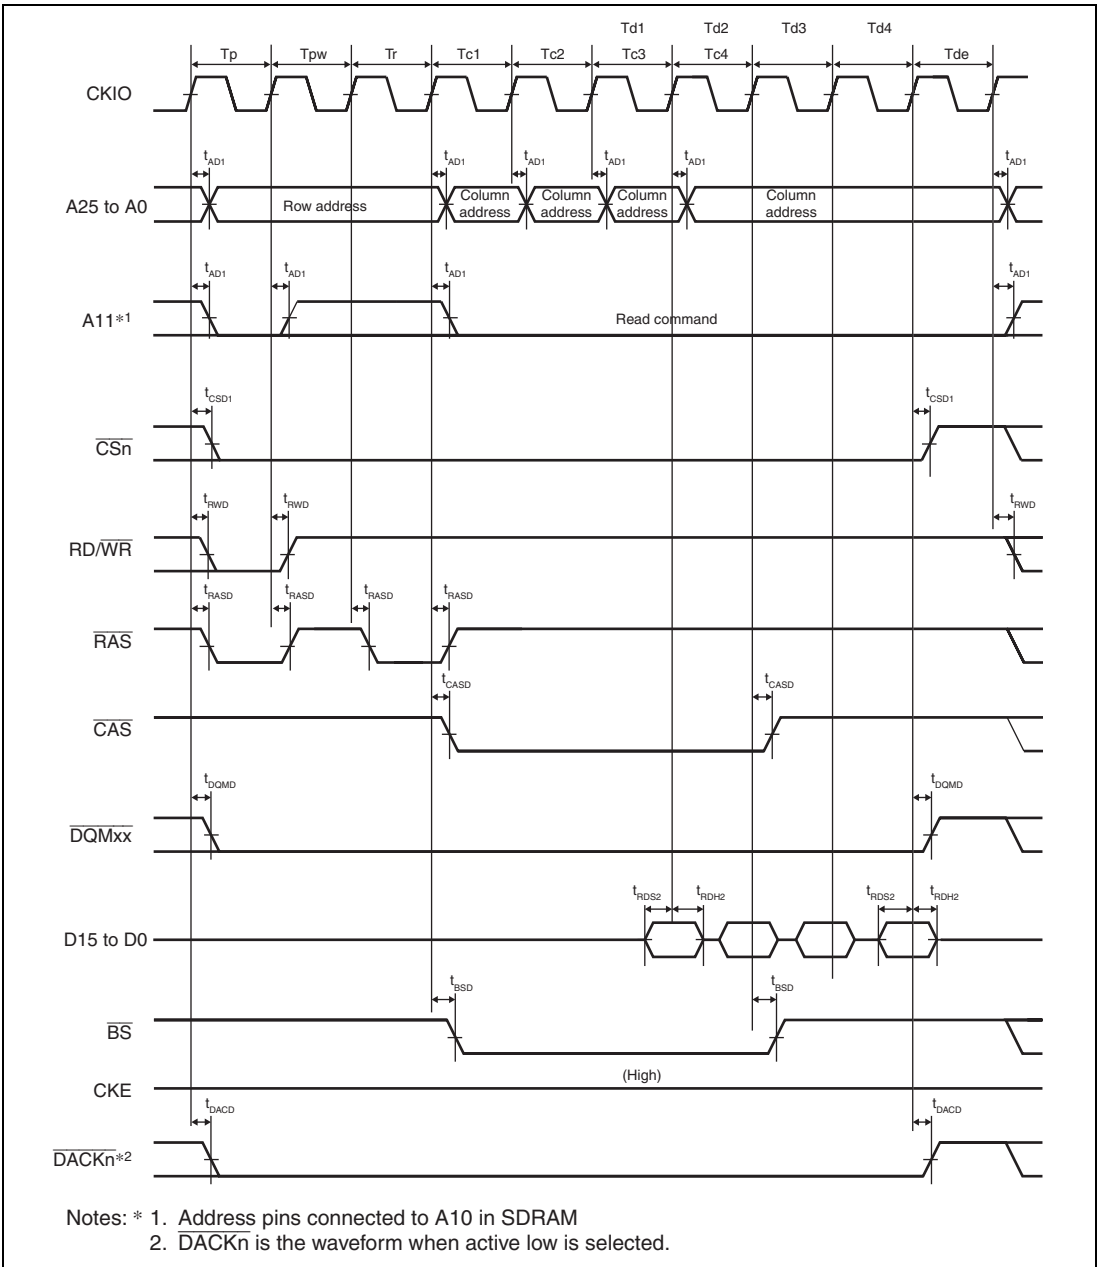 Td1 Td2 Td3 Td4
Tp Tpw Tr Tc1 Tc2 Tc3 Tc4 Tde
CKIO
tAD1 tAD1 tAD1 tAD1 tAD1 tAD1
A25 to A0 Row address Column address Column address Column address Column address
tAD1 tAD1 tAD1 tAD1
A11*1 Read command
tCSD1 tCSD1
CSn
tRWD tRWD tRWD
RD/WR
tRASD tRASD tRASD tRASD
RAS
tCASD tCASD
CAS
tDQMD tDQMD
DQMxx
tRDS2 tRDH2 tRDS2 tRDH2
D15 to D0
tBSD tBSD
BS
(High)
CKE
tDACD tDACD
DACKn*2
Notes: * 1. Address pins connected to A10 in SDRAM
2. DACKn is the waveform when active low is selected.